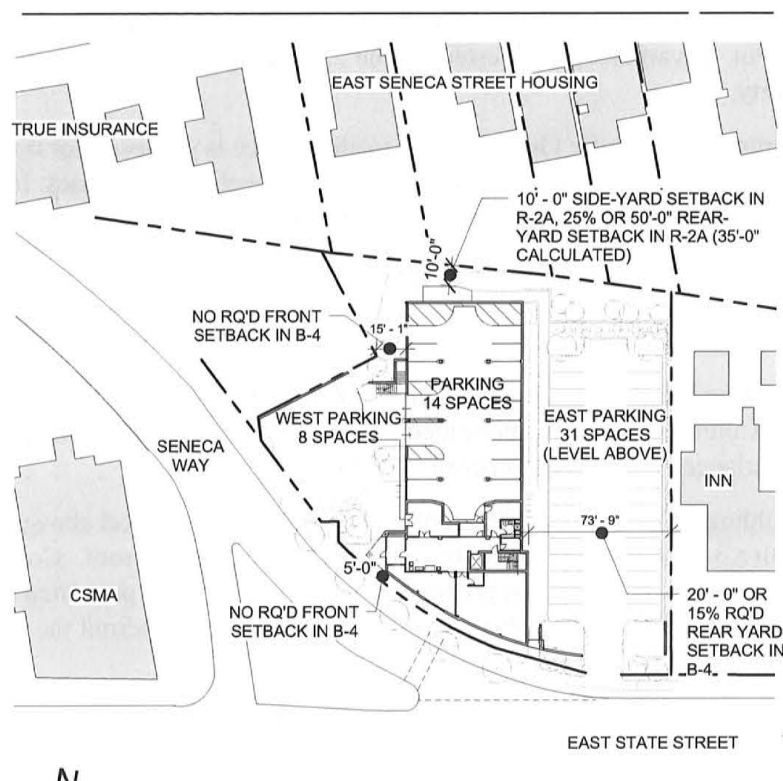 EAST SENECA STREET HOUSING
TRUE INSURANCE
10' - 0" SIDE-YARD SETBACK IN
R-2A, 25% OR 50'-0" REAR-
YARD SETBACK IN R-2A (35'-0"
CALCULATED)
10'-0"
NO RQ'D FRONT
SETBACK IN B-4
15' - 1"
PARKING
14 SPACES
WEST PARKING
8 SPACES
EAST PARKING
31 SPACES
(LEVEL ABOVE)
SENECA
WAY
INN
73' - 9"
CSMA
5'-0"
NO RQ'D FRONT
SETBACK IN B-4
20' - 0" OR
15% RQ'D
REAR YARD
SETBACK IN
B-4
EAST STATE STREET
N